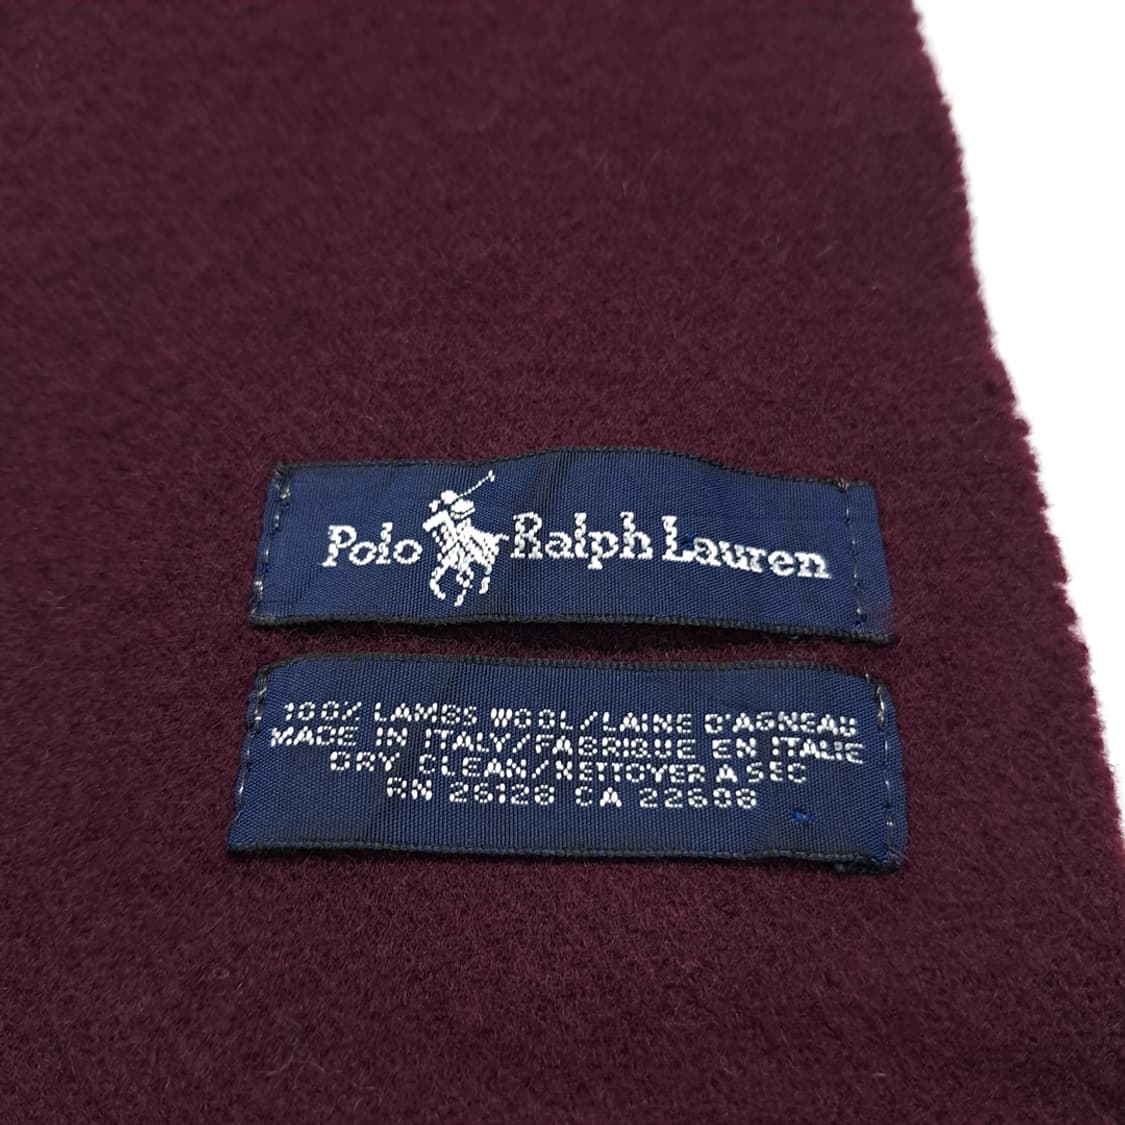 Polo Ralph Lauren
100% LAMBS WOOL/LAINE D'AGNEAU
MADE IN ITALY/FABRIQUE EN ITALIE
DRY CLEAN/NETTOYER A SEC
RN 26128 CA 22608